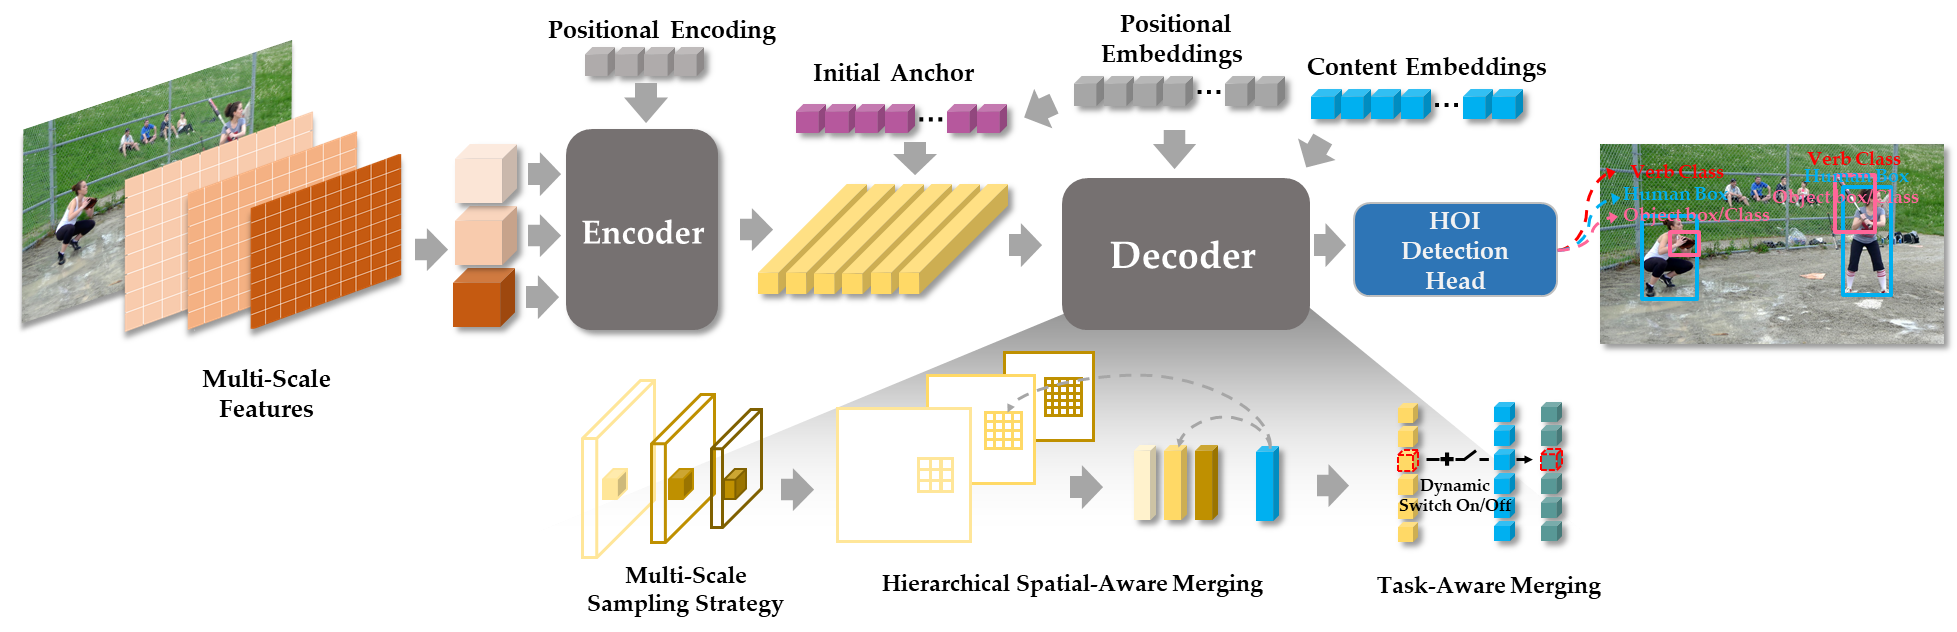 Positional Encoding
Initial Anchor
Positional
Embeddings
Content Embeddings
Multi-Scale
Features
Encoder
Decoder
HOI
Detection
Head
Verb Class
Human Box
Object box/Class
Verb Class
Human Box
Object box/Class
Multi-Scale
Sampling Strategy
Hierarchical Spatial-Aware Merging
Dynamic
Switch On/Off
Task-Aware Merging